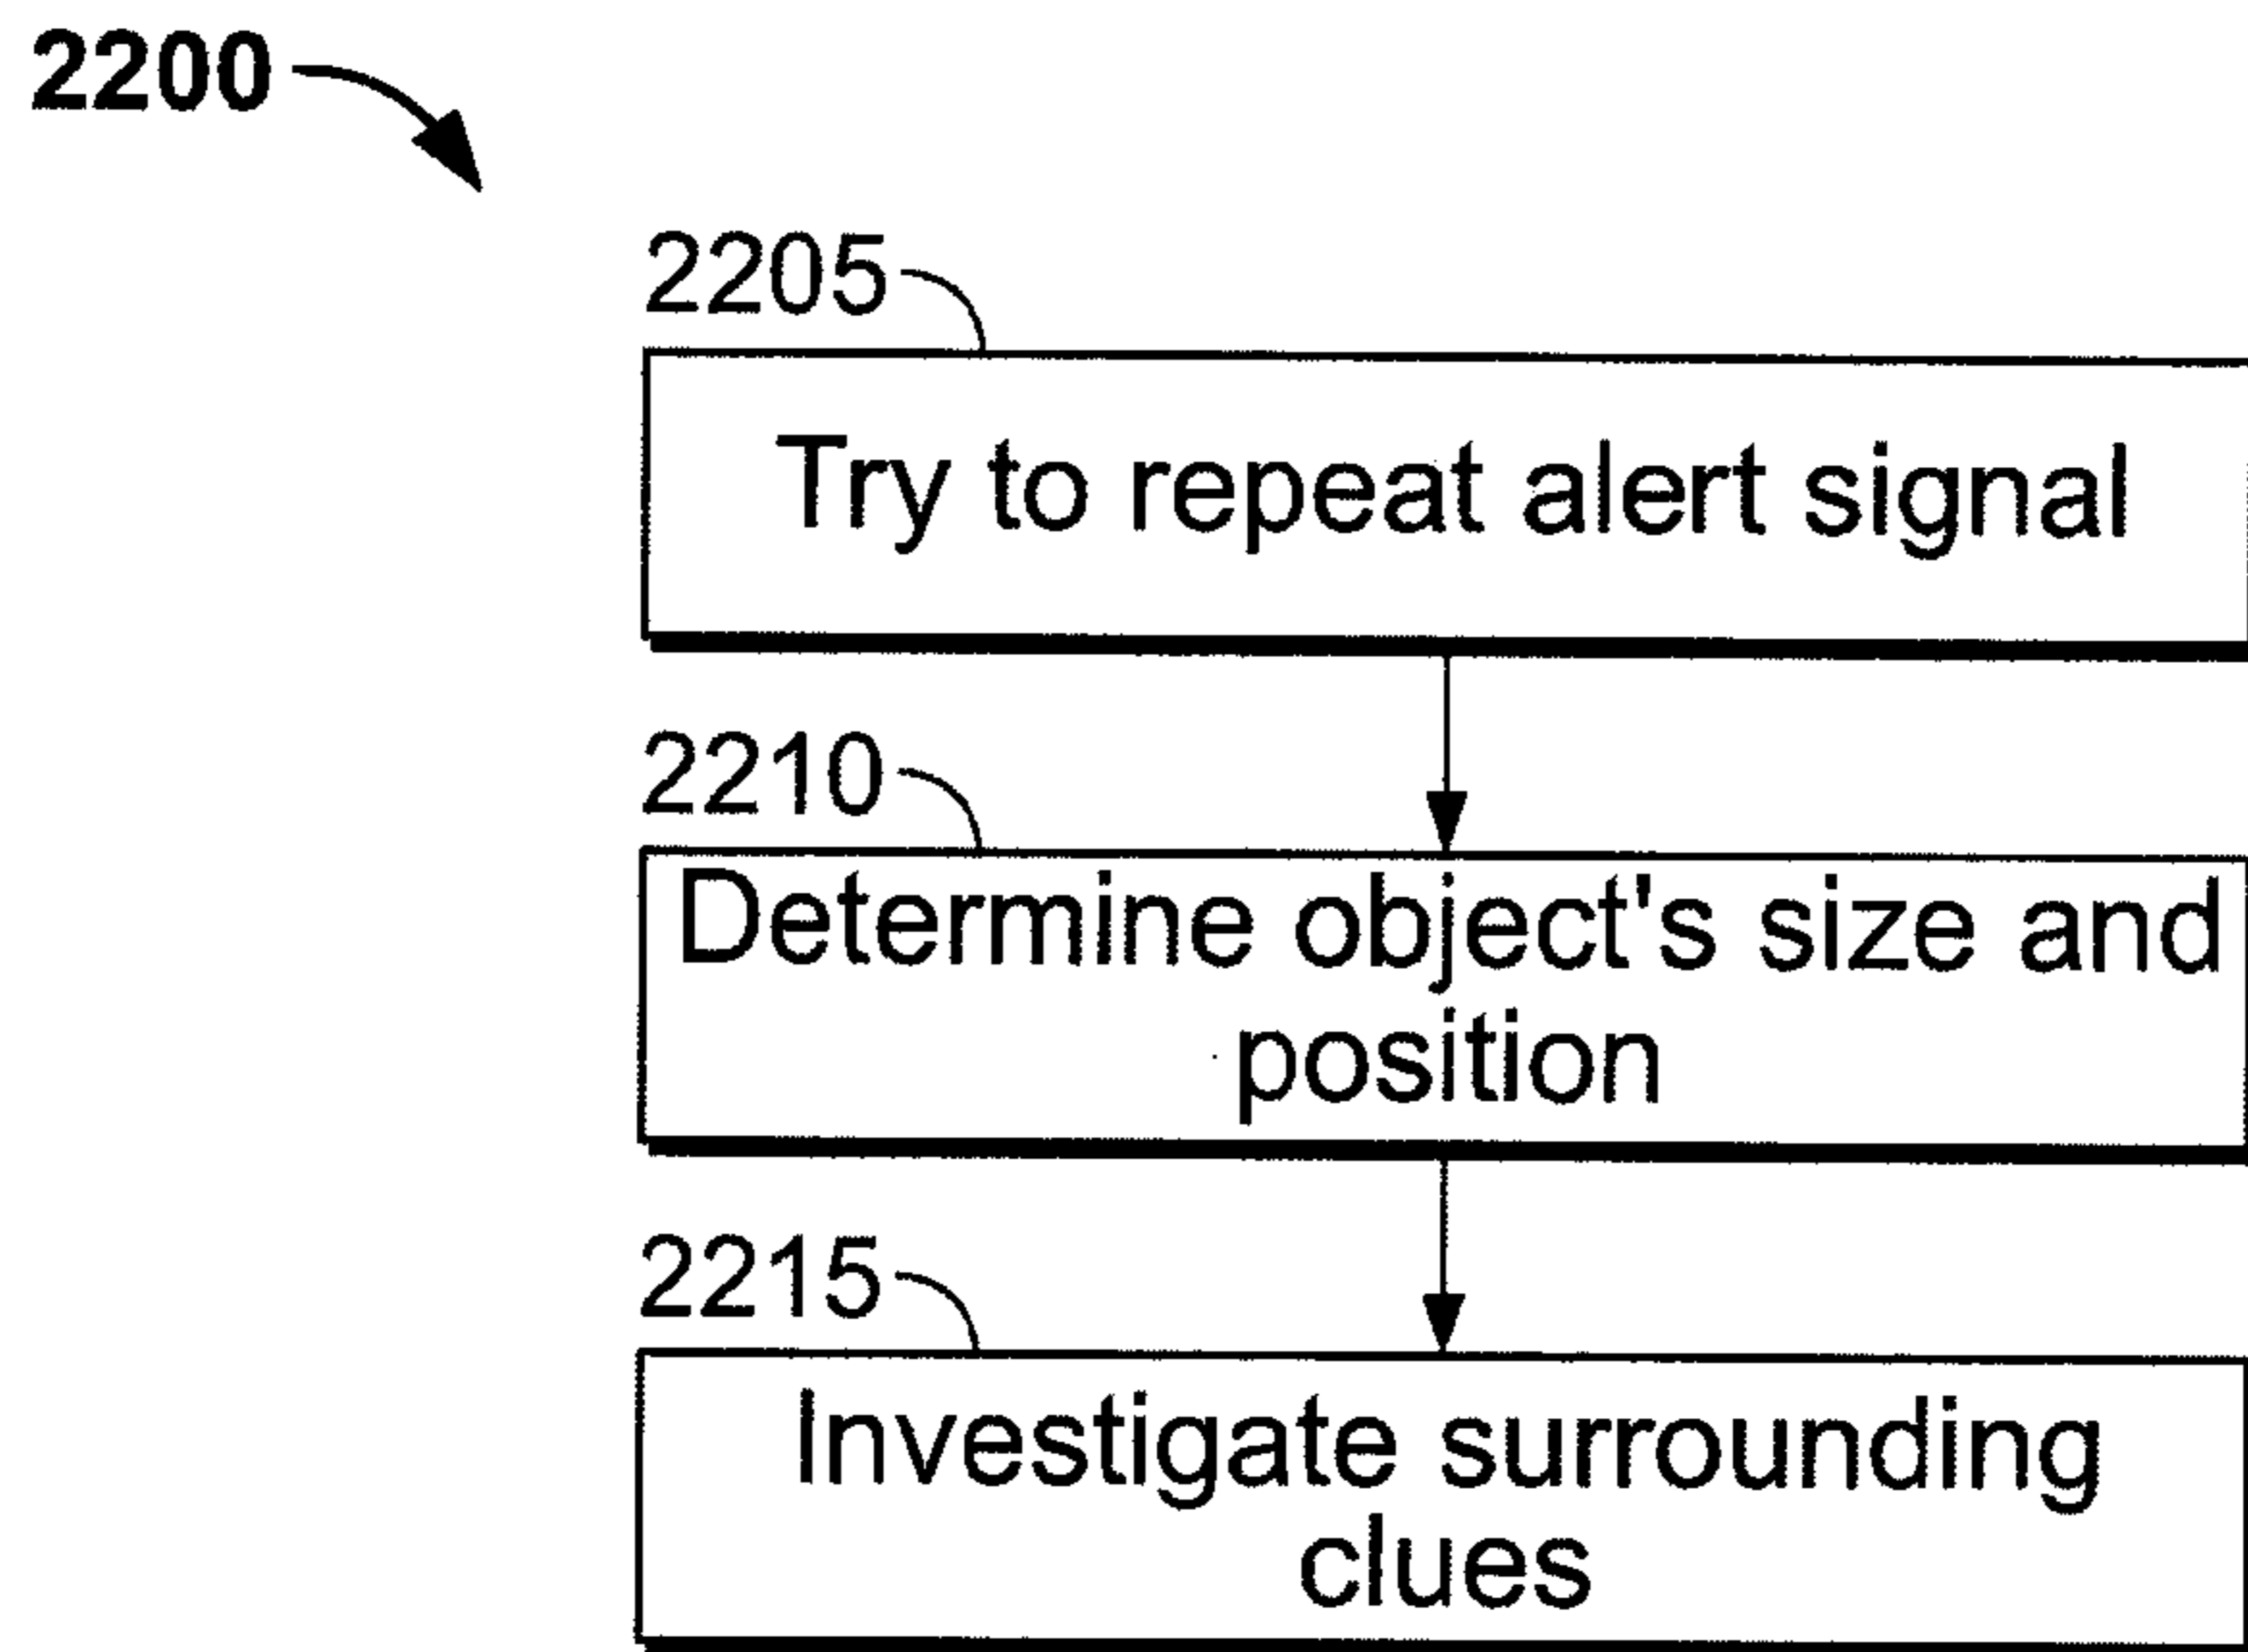 2200
2205
Try to repeat alert signal
2210
Determine object's size and
position
2215
Investigate surrounding
clues